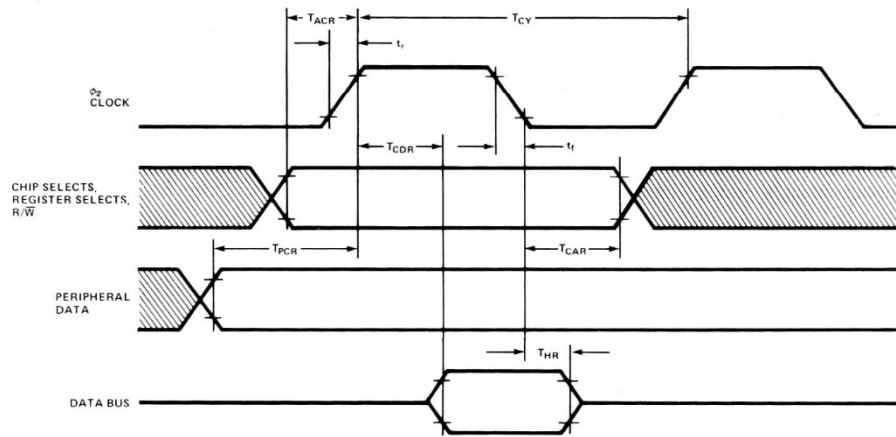 T_ACR
T_CY
t_r
ϕ₂
CLOCK
T_CDR
t_f
CHIP SELECTS,
REGISTER SELECTS,
R/W̅
T_PCR
T_CAR
PERIPHERAL
DATA
T_HR
DATA BUS